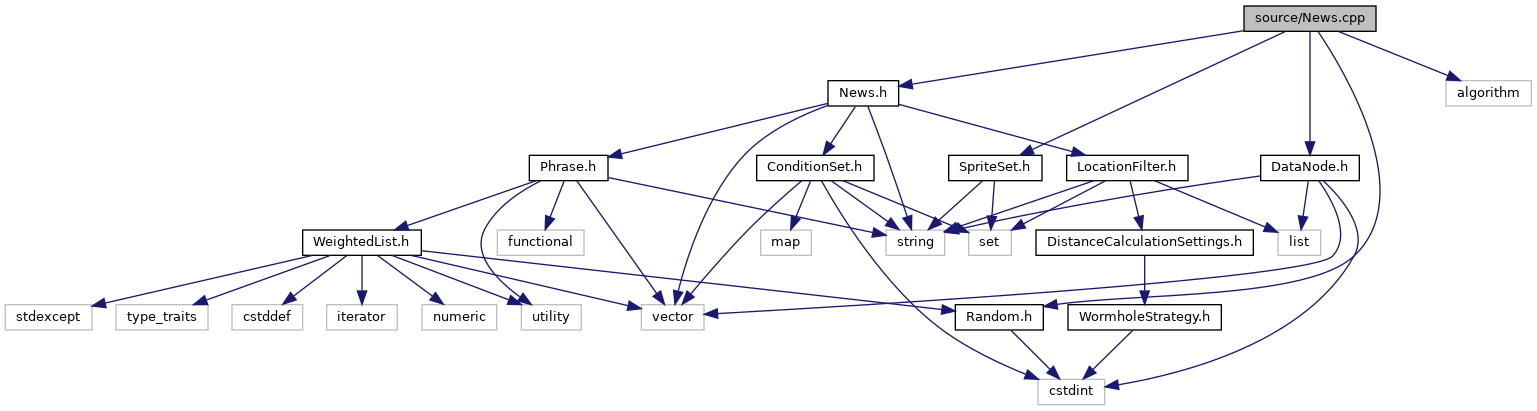 source/News.cpp
News.h
algorithm
Phrase.h
ConditionSet.h
SpriteSet.h
LocationFilter.h
DataNode.h
WeightedList.h
functional
map
string
set
DistanceCalculationSettings.h
list
stdexcept
type_traits
cstddef
iterator
numeric
utility
vector
Random.h
WormholeStrategy.h
cstdint